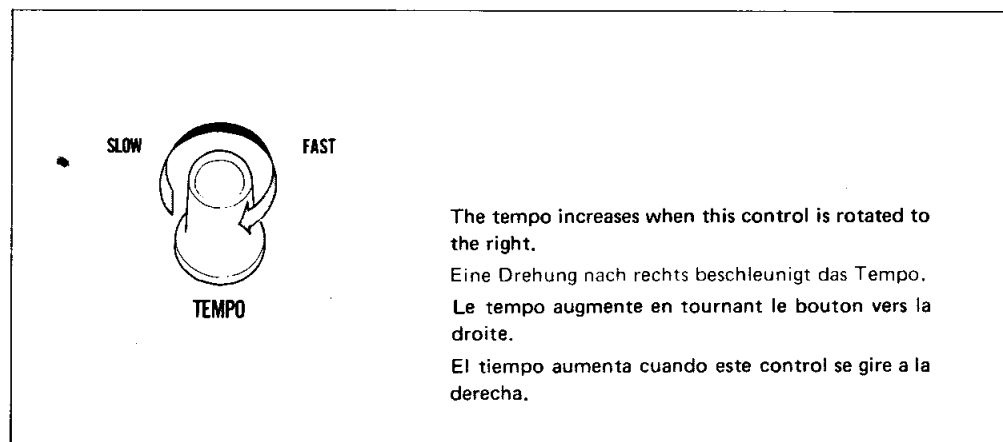 SLOW FAST
TEMPO
The tempo increases when this control is rotated to
the right.
Eine Drehung nach rechts beschleunigt das Tempo.
Le tempo augmente en tournant le bouton vers la
droite.
El tiempo aumenta cuando este control se gire a la
derecha.